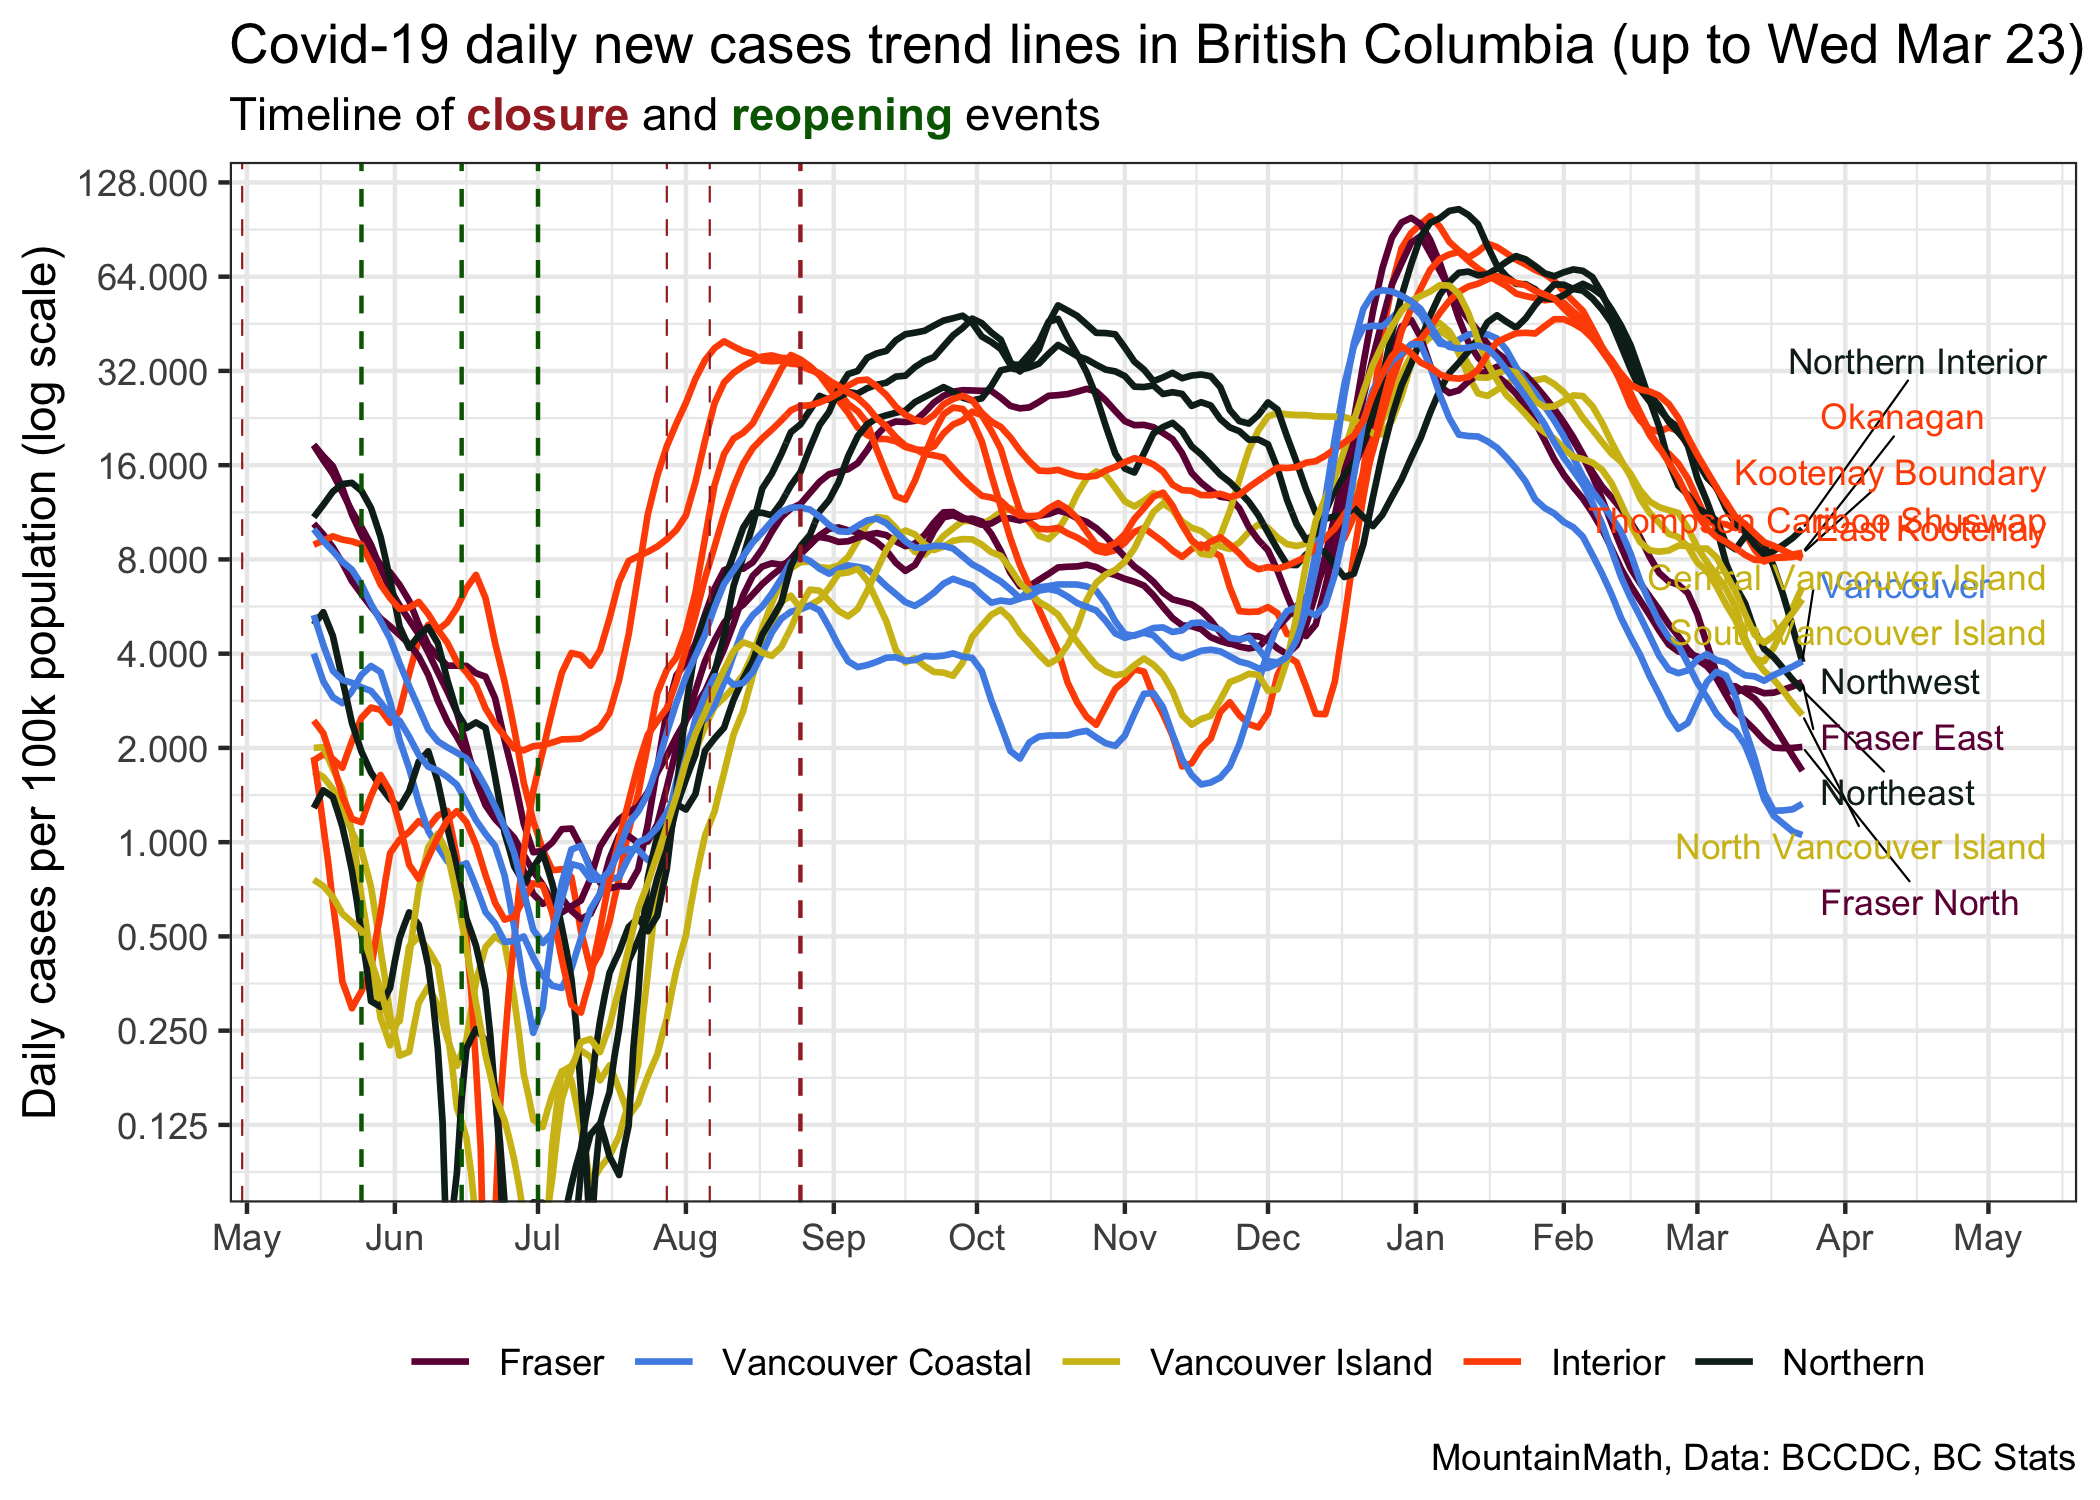 Covid-19 daily new cases trend lines in British Columbia (up to Wed Mar 23)
Timeline of closure and reopening events
Daily cases per 100k population (log scale)
128.000
64.000
32.000
16.000
8.000
4.000
2.000
1.000
0.500
0.250
0.125
Northern Interior
Okanagan
Kootenay Boundary
Thompson Cariboo Shuswap
East Kootenay
Central Vancouver Island
Vancouver
South Vancouver Island
Northwest
Fraser East
Northeast
North Vancouver Island
Fraser North
May Jun Jul Aug Sep Oct Nov Dec Jan Feb Mar Apr May
Fraser Vancouver Coastal Vancouver Island Interior Northern
MountainMath, Data: BCCDC, BC Stats